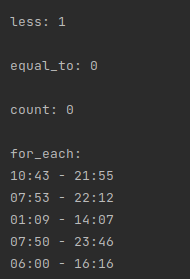 less: 1
equal_to: 0
count: 0
for_each:
10:43 - 21:55
07:53 - 22:12
01:09 - 14:07
07:50 - 23:46
06:00 - 16:16